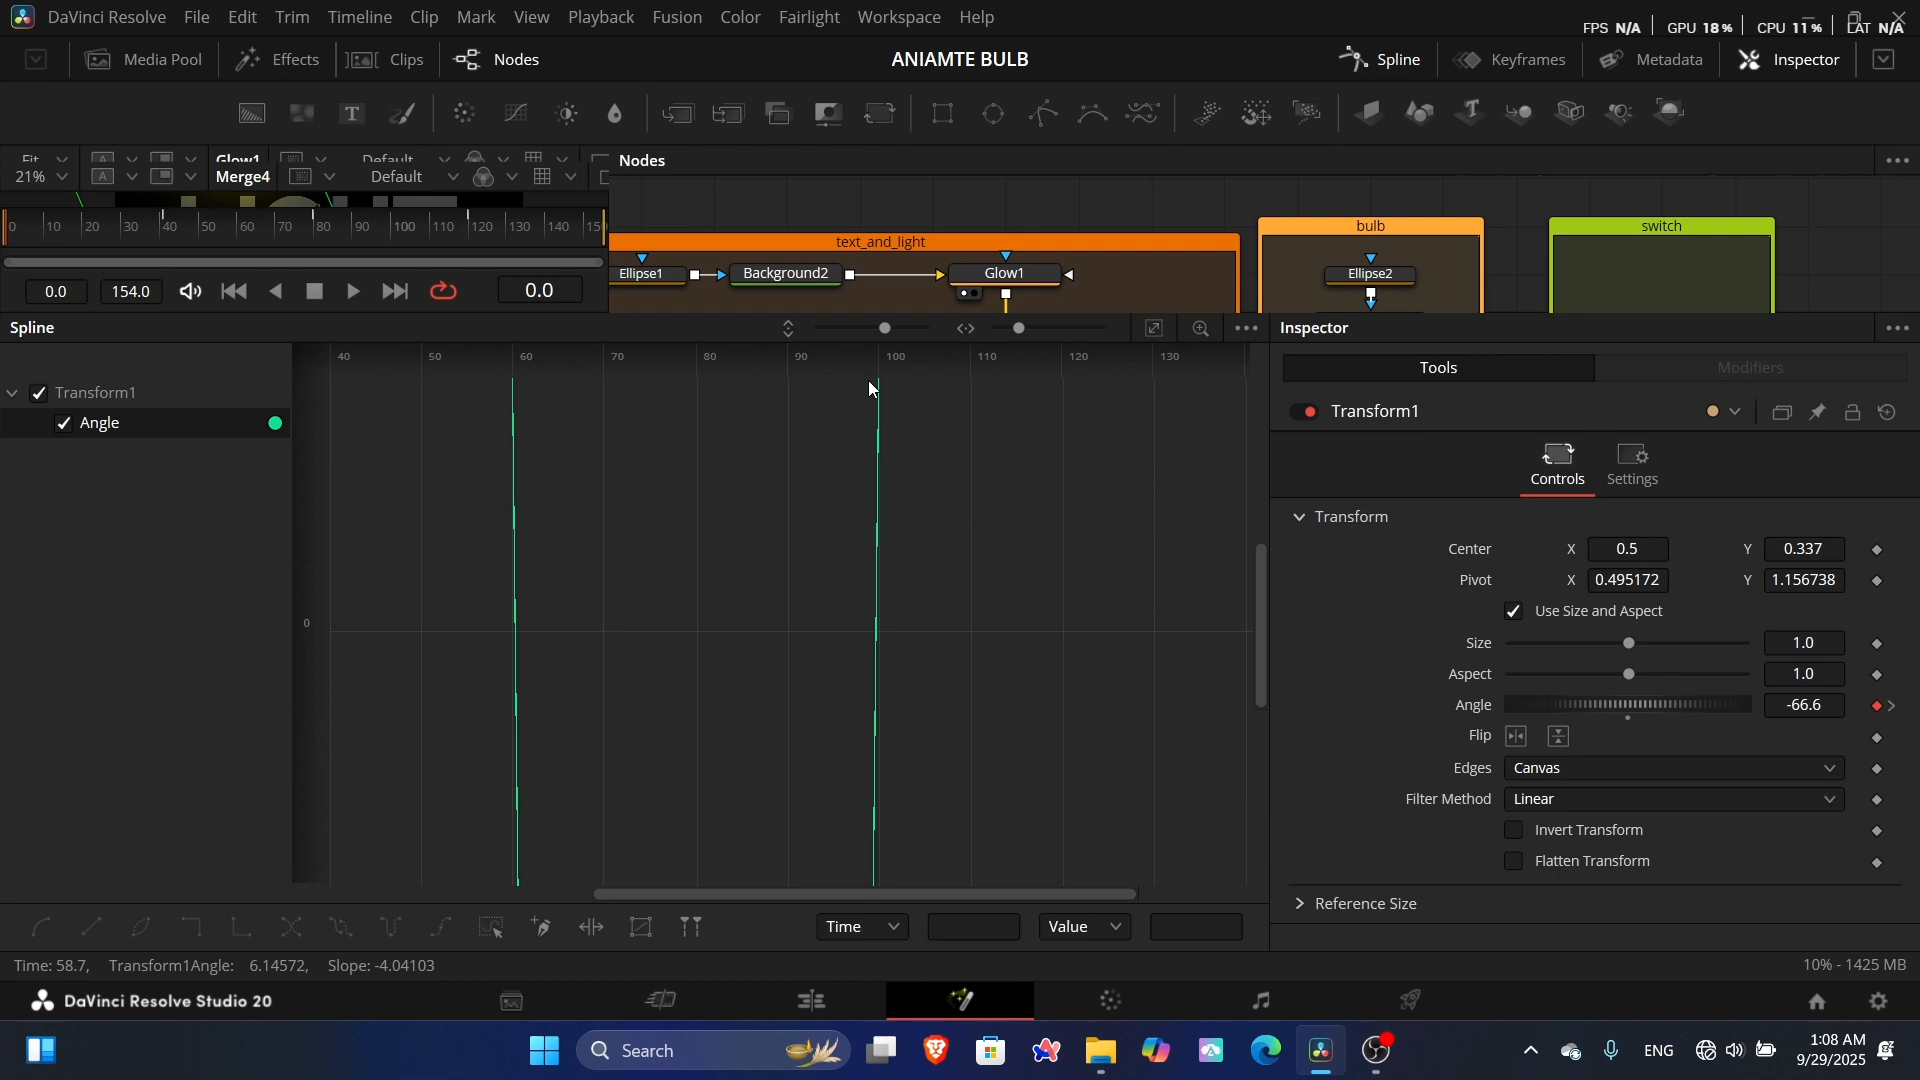 DaVinci Resolve File Edit Trim Timeline Clip Mark View Playback Fusion Color Fairlight Workspace Help
FPS N/A GPU 18% CPU 11% LAT N/A
Media Pool Effects Clips Nodes ANIAMTE BULB Spline Keyframes Metadata Inspector
Fit Glow1 Default
Nodes
21% Merge4 Default
0 10 20 30 40 50 60 70 80 90 100 110 120 130 140
bulb switch
text_and_light
Ellipse1 Background2 Glow1 Ellipse2
0.0 154.0 0.0
Spline Inspector
40 50 60 70 80 90 100 110 120 130
Tools Modifiers
Transform1
Angle
Transform1
Controls Settings
Transform
Center X 0.5 Y 0.337
Pivot X 0.495172 Y 1.156738
Use Size and Aspect
0
Size 1.0
Aspect 1.0
Angle -66.6
Flip
Edges Canvas
Filter Method Linear
Invert Transform
Flatten Transform
Reference Size
Time Value
Time: 58.7, Transform1Angle: 6.14572, Slope: -4.04103
10% - 1425 MB
DaVinci Resolve Studio 20
Search
ENG
1:08 AM
9/29/2025